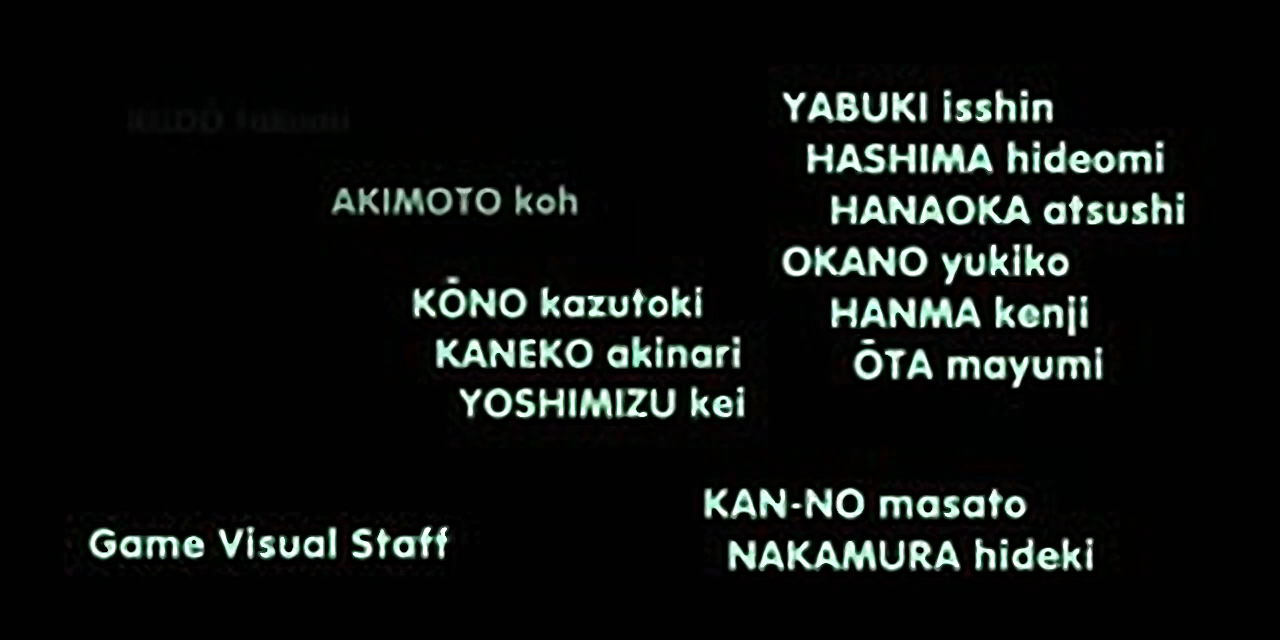 AKIMOTO koh
KŌNO kazutoki
KANEKO akinari
YOSHIMIZU kei
YABUKI isshin
HASHIMA hideomi
HANAOKA atsushi
OKANO yukiko
HANMA kenji
ŌTA mayumi
Game Visual Staff
KAN-NO masato
NAKAMURA hideki